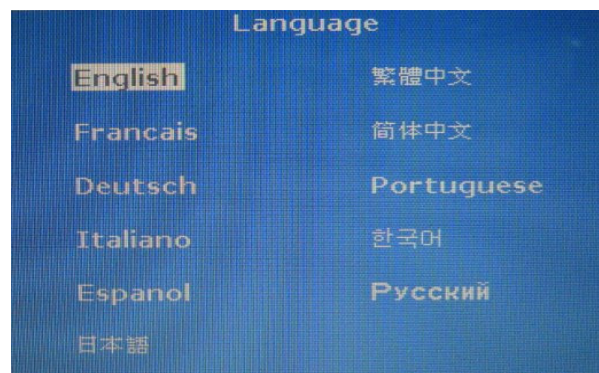 Language
English
繁體中文
Francais
简体中文
Deutsch
Portuguese
Italiano
한국어
Espanol
Русский
日本語